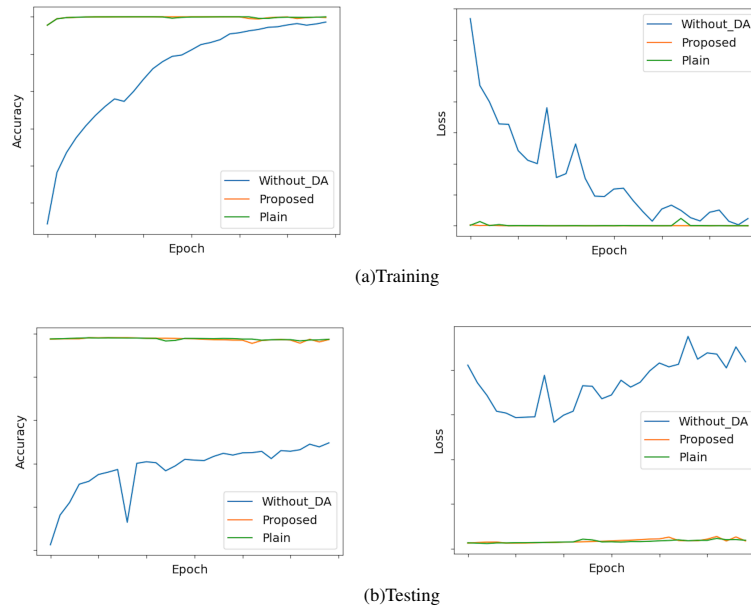 Accuracy
Without_DA
Proposed
Plain
Epoch
Loss
Without_DA
Proposed
Plain
Epoch
(a)Training
Accuracy
Without_DA
Proposed
Plain
Epoch
Loss
Without_DA
Proposed
Plain
Epoch
(b)Testing